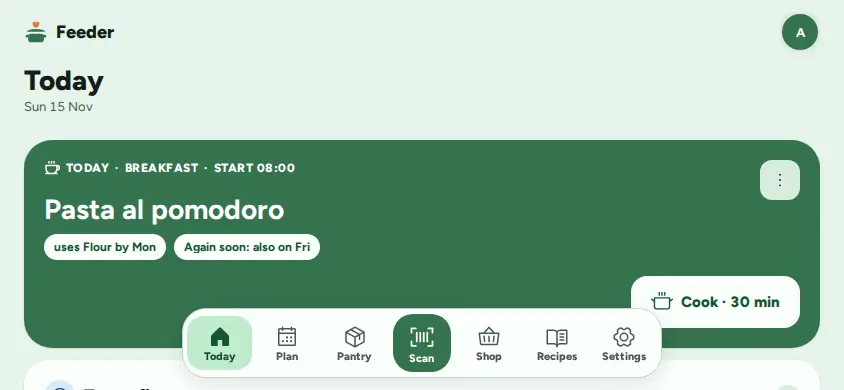 Feeder
A
Today
Sun 15 Nov
TODAY · BREAKFAST · START 08:00
Pasta al pomodoro
uses Flour by Mon
Again soon: also on Fri
Cook · 30 min
Today
Plan
Pantry
Scan
Shop
Recipes
Settings